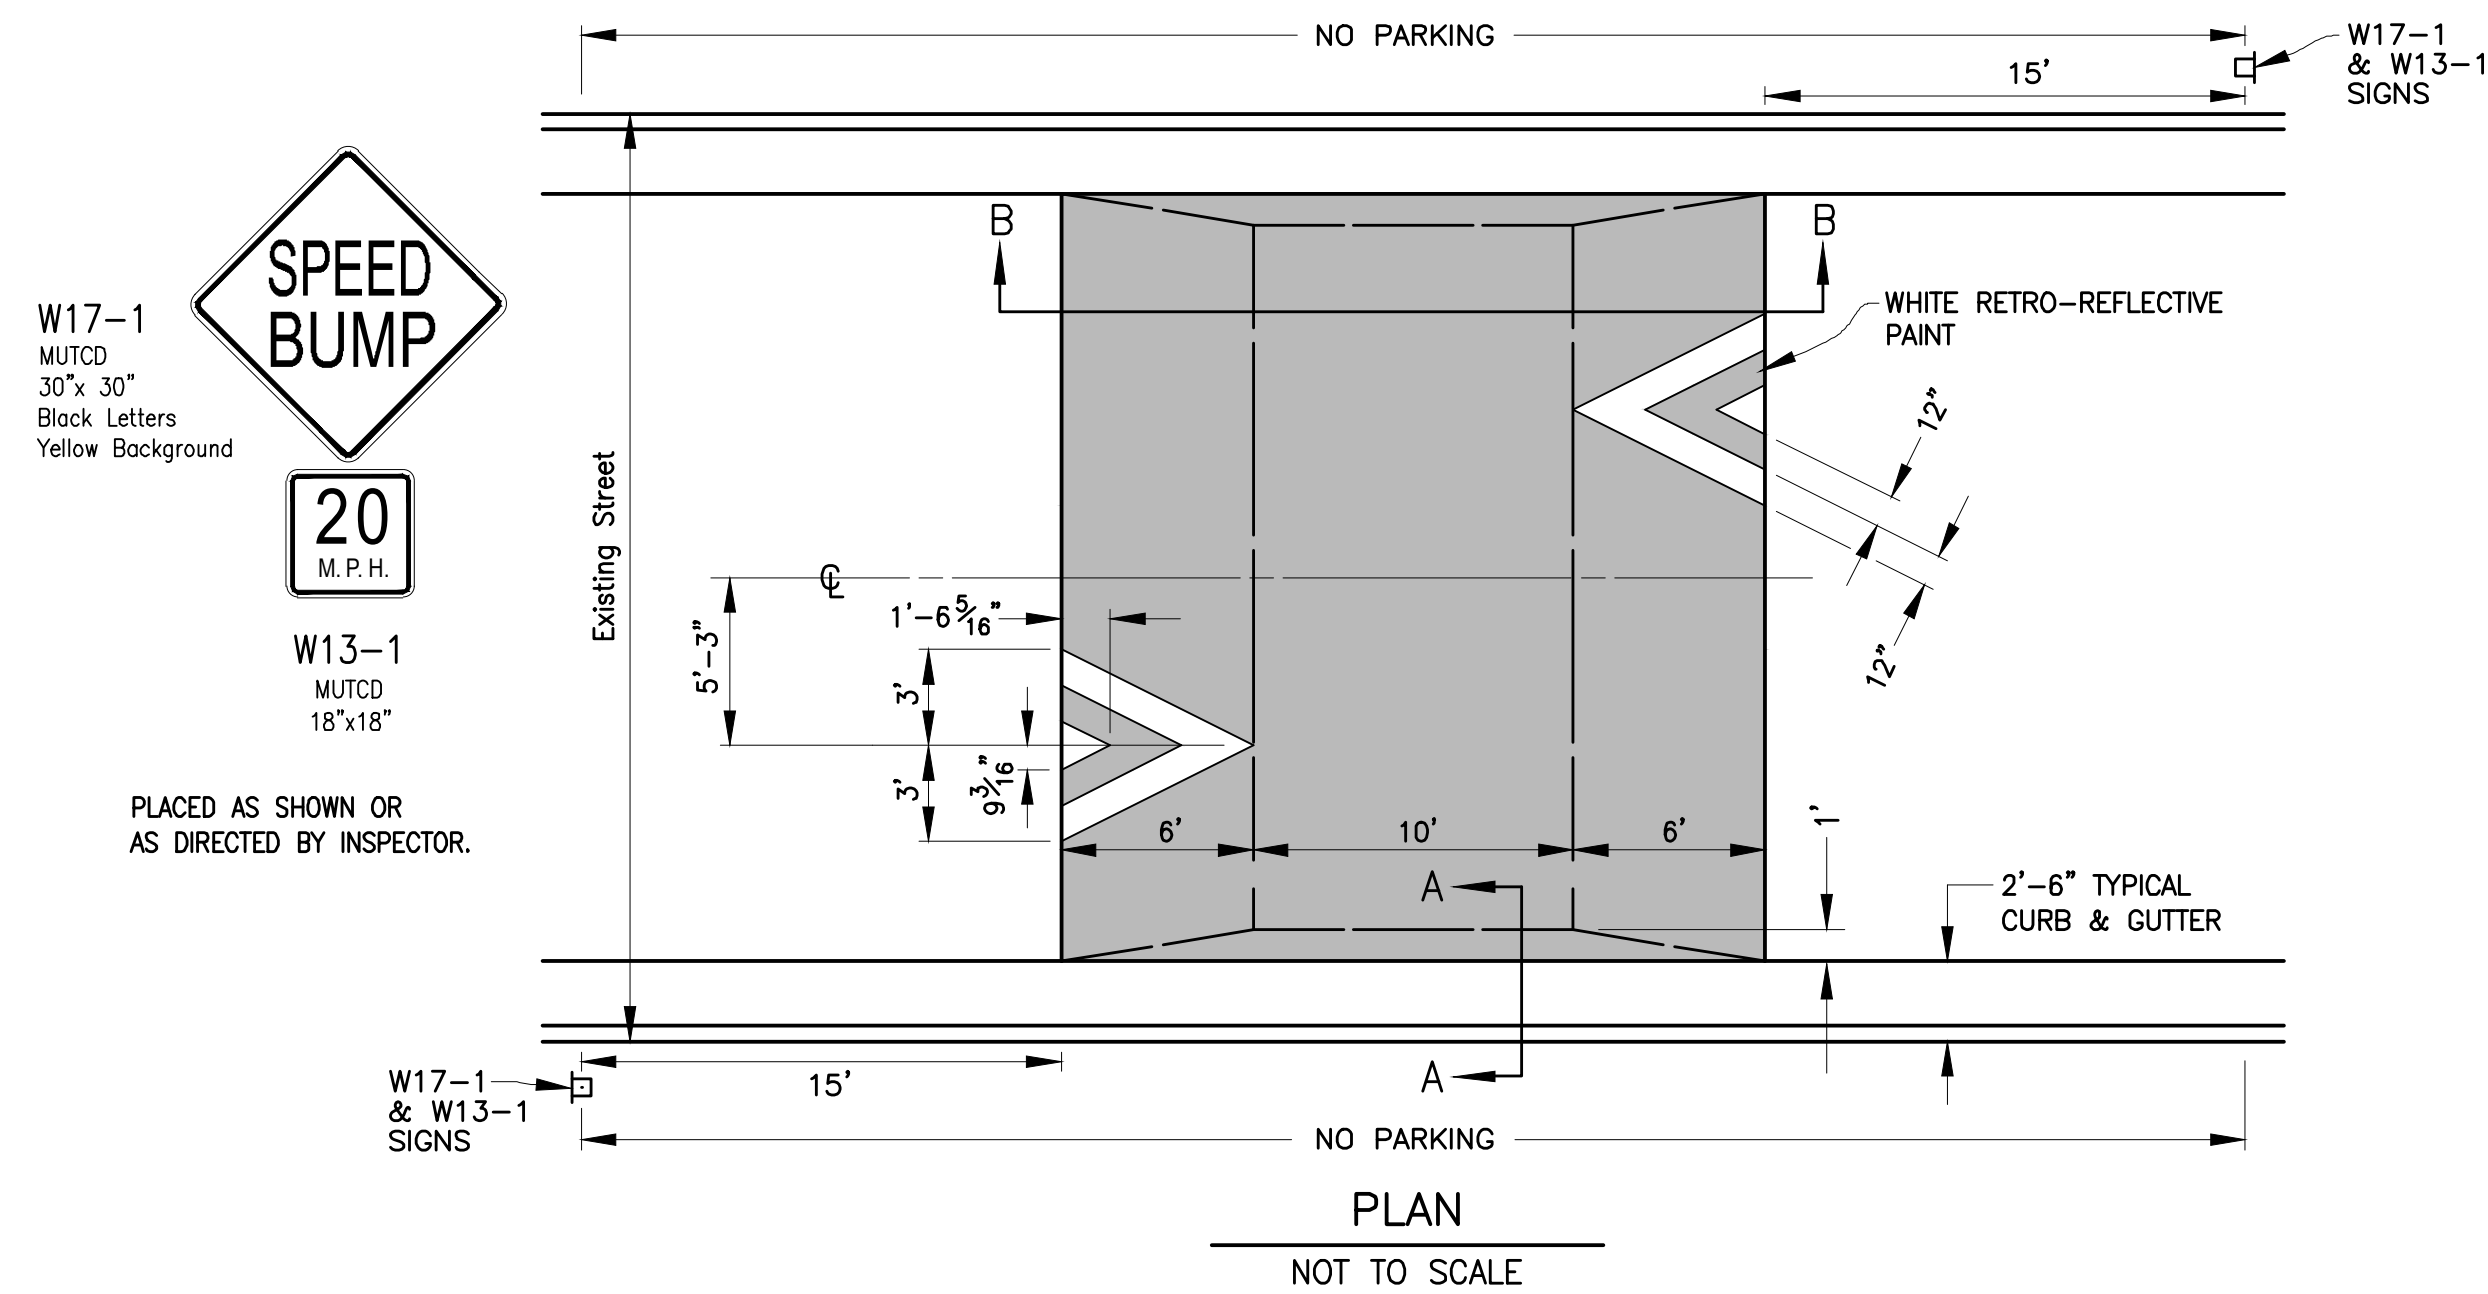 NO PARKING
W17-1
& W13-1
SIGNS
15'
SPEED
BUMP
W17-1
MUTCD
30"x 30"
Black Letters
Yellow Background
20
M.P.H.
W13-1
MUTCD
18"x18"
PLACED AS SHOWN OR
AS DIRECTED BY INSPECTOR.
Existing Street
B
B
WHITE RETRO-REFLECTIVE
PAINT
12"
12"
℄
1'-6 5/16"
5'-3"
3'
3'
9 3/16"
6'
10'
6'
1'
A
2'-6" TYPICAL
CURB & GUTTER
A
15'
W17-1
& W13-1
SIGNS
NO PARKING
PLAN
NOT TO SCALE